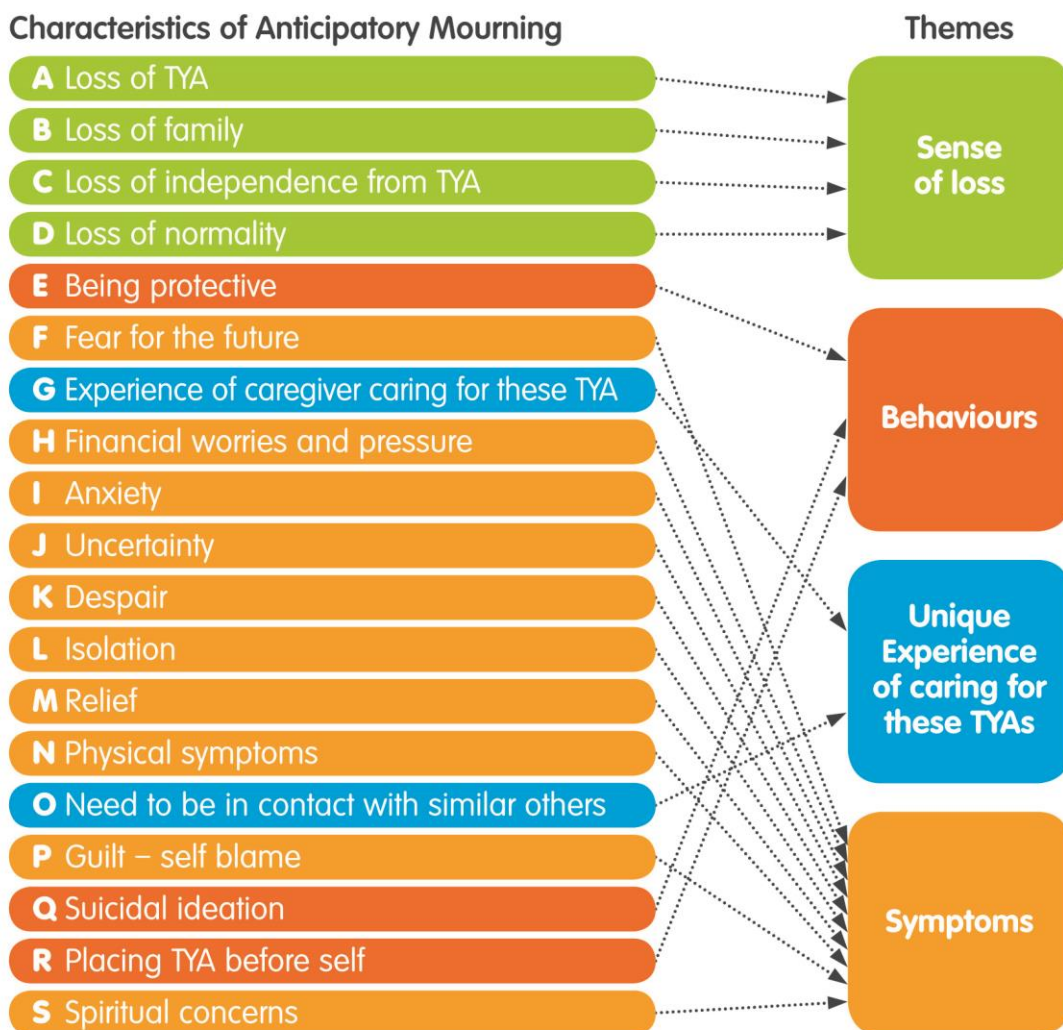 Characteristics of Anticipatory Mourning
Themes
A Loss of TYA
B Loss of family
C Loss of independence from TYA
D Loss of normality
E Being protective
F Fear for the future
G Experience of caregiver caring for these TYA
H Financial worries and pressure
I Anxiety
J Uncertainty
K Despair
L Isolation
M Relief
N Physical symptoms
O Need to be in contact with similar others
P Guilt – self blame
Q Suicidal ideation
R Placing TYA before self
S Spiritual concerns
Sense
of loss
Behaviours
Unique
Experience
of caring for
these TYAs
Symptoms